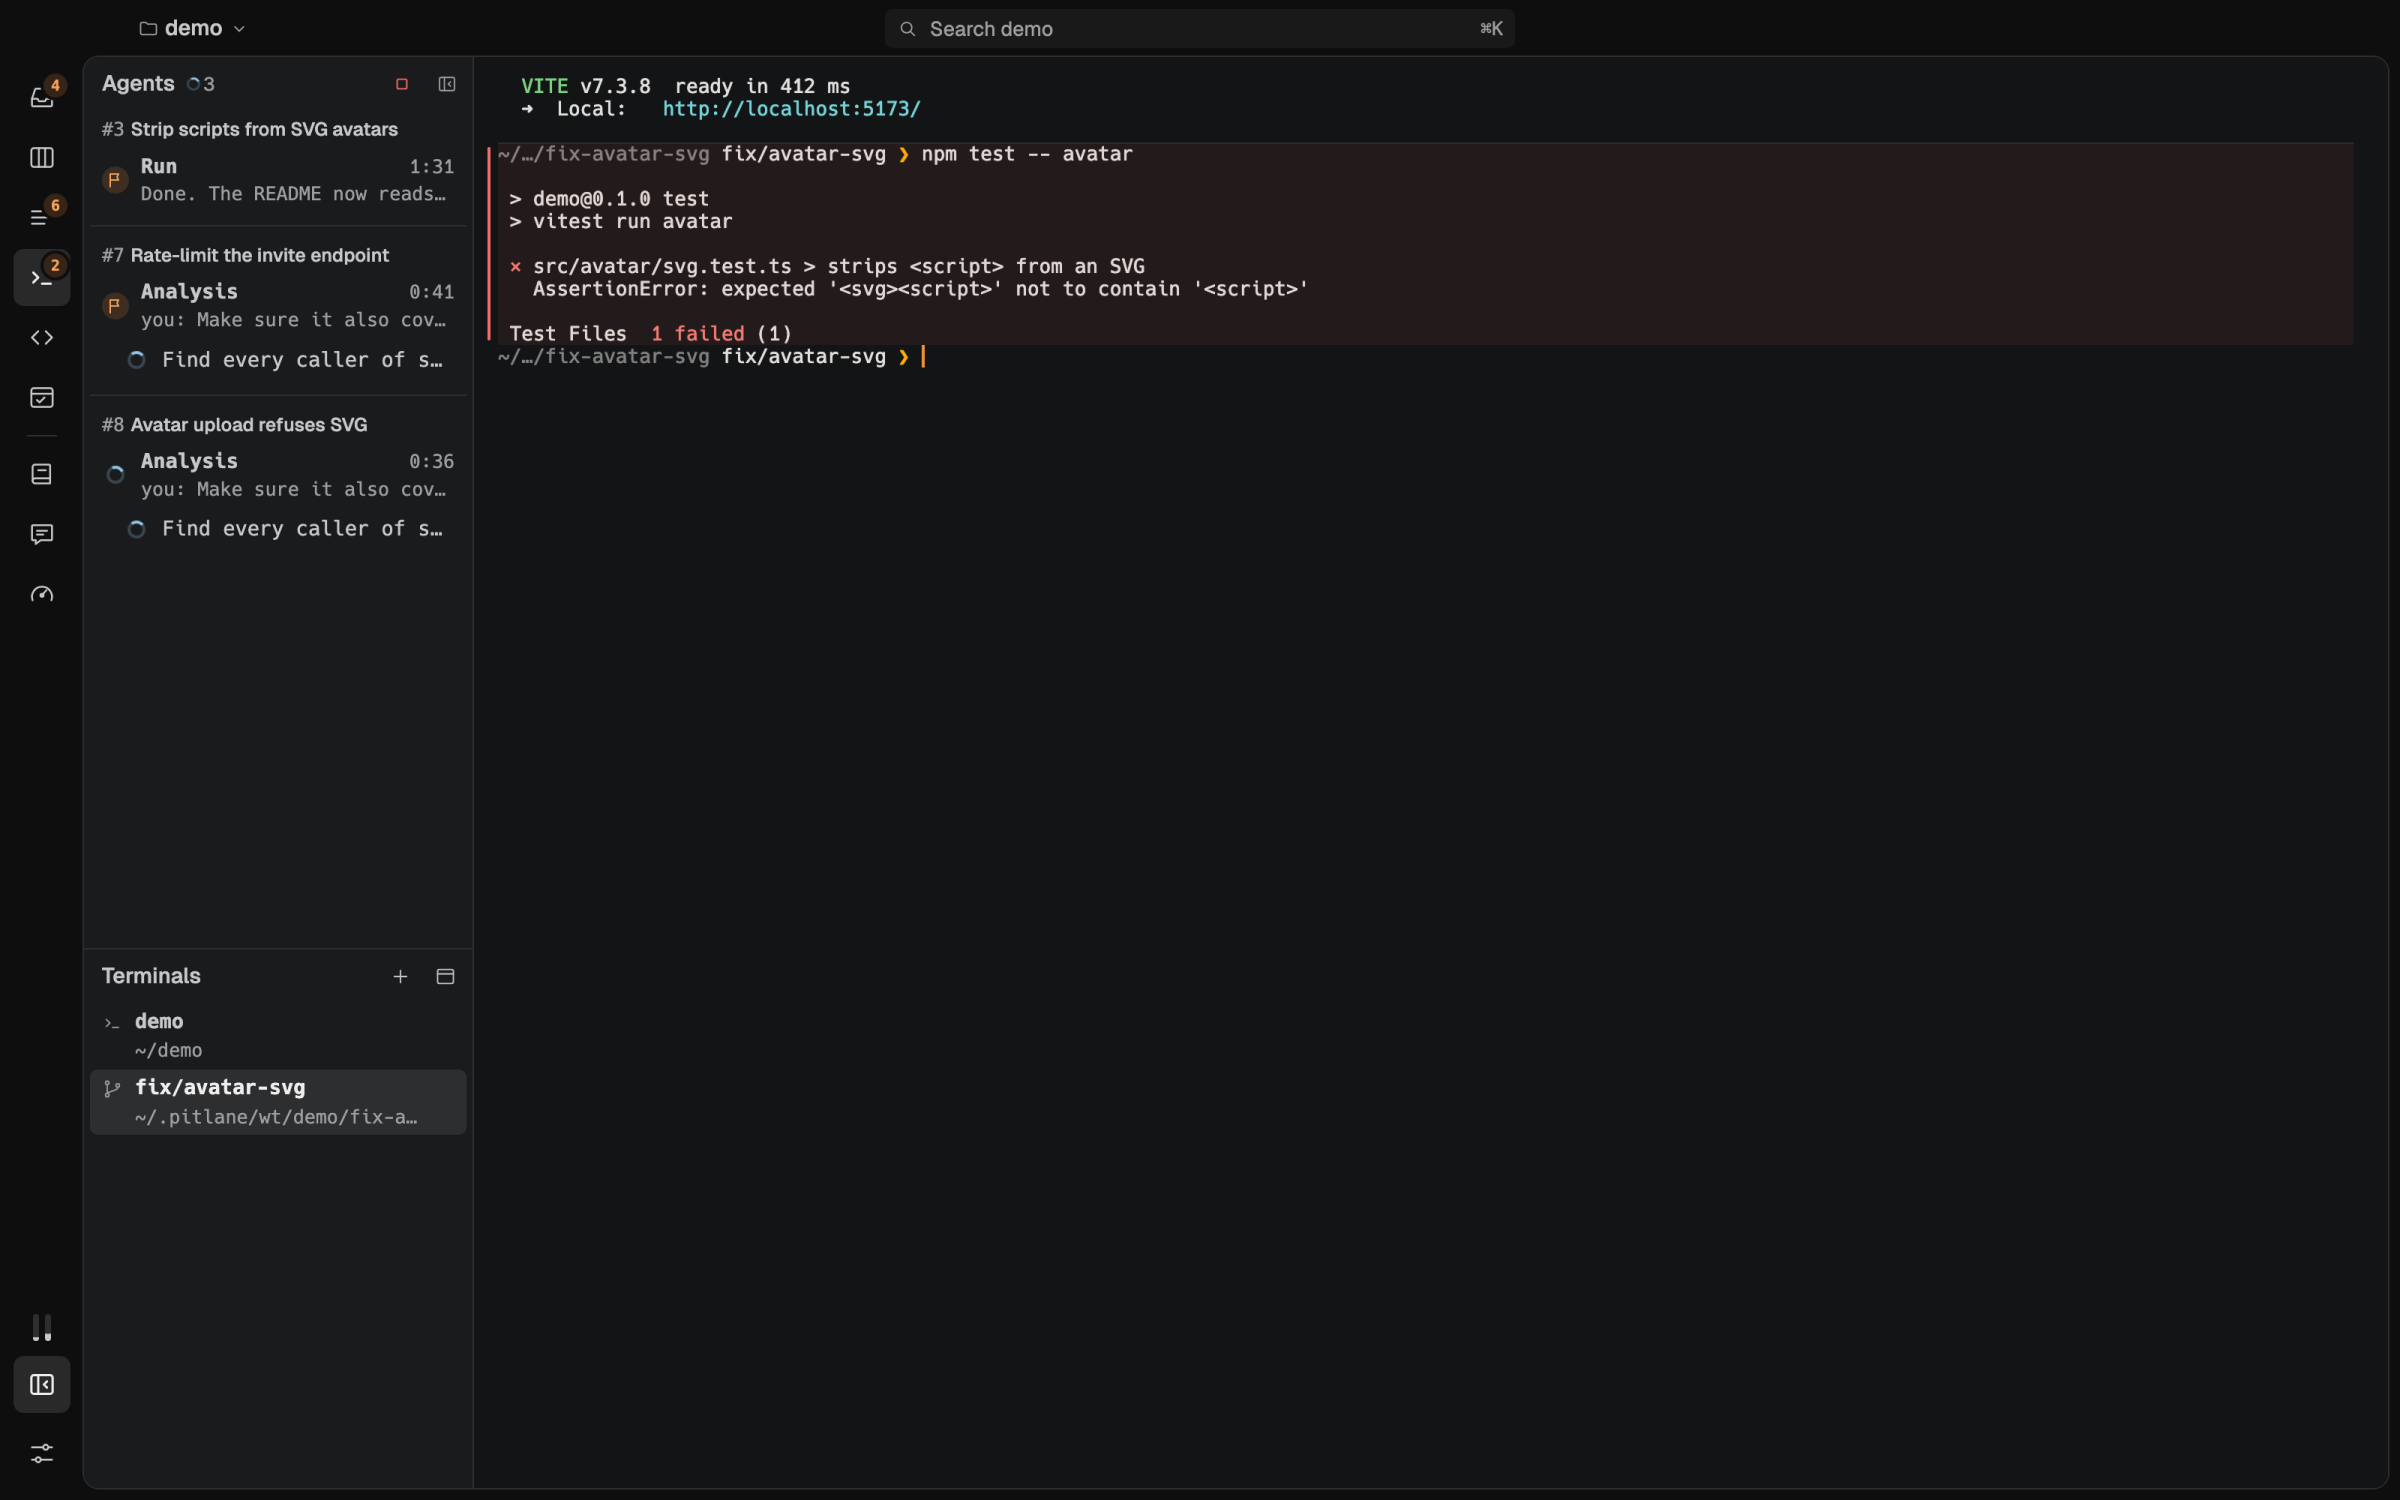 demo
Search demo
⌘K
4
6
2
Agents 3
#3 Strip scripts from SVG avatars
Run 1:31
Done. The README now reads…
#7 Rate-limit the invite endpoint
Analysis 0:41
you: Make sure it also cov…
Find every caller of s…
#8 Avatar upload refuses SVG
Analysis 0:36
you: Make sure it also cov…
Find every caller of s…
Terminals
demo
~/demo
fix/avatar-svg
~/.pitlane/wt/demo/fix-a…
VITE v7.3.8 ready in 412 ms
➜ Local: http://localhost:5173/
~/…/fix-avatar-svg fix/avatar-svg ❯ npm test -- avatar
> demo@0.1.0 test
> vitest run avatar
× src/avatar/svg.test.ts > strips <script> from an SVG
AssertionError: expected '<svg><script>' not to contain '<script>'
Test Files 1 failed (1)
~/…/fix-avatar-svg fix/avatar-svg ❯